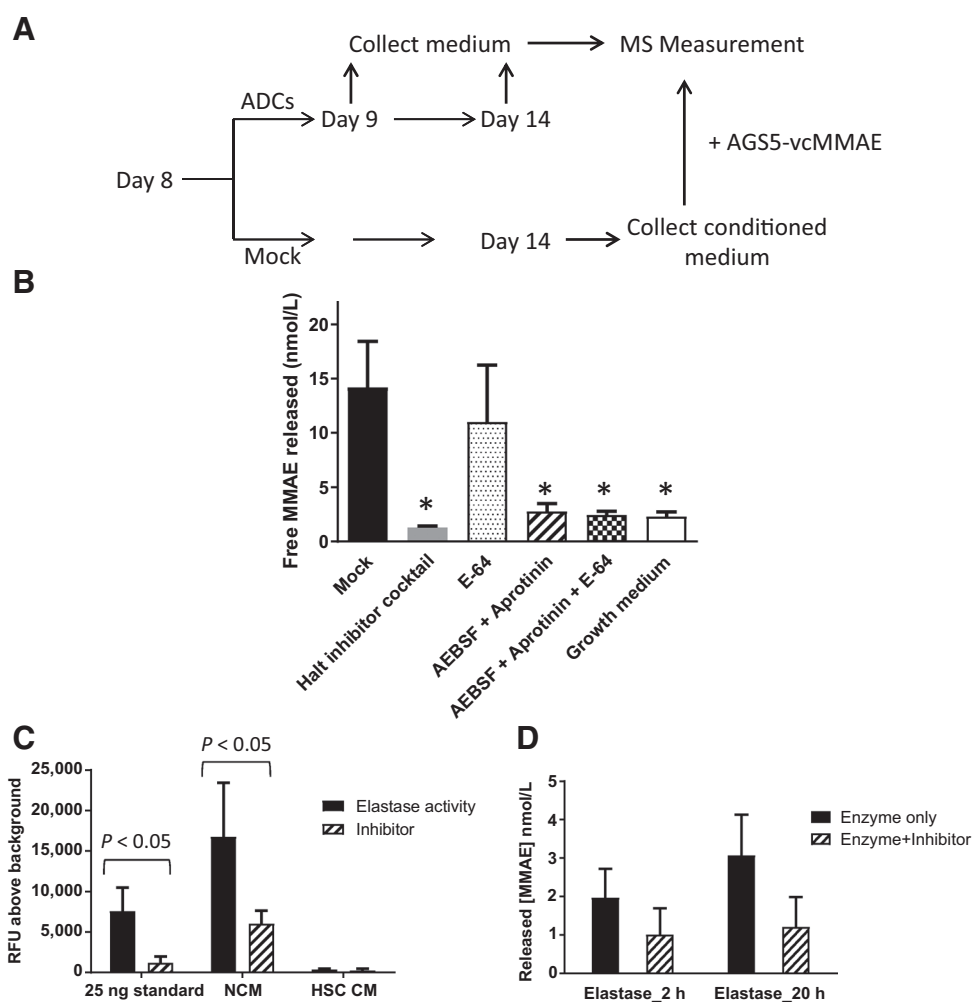 A
Collect medium
MS Measurement
ADCs
Day 9
Day 14
+ AGS5-vcMMAE
Day 8
Mock
Day 14
Collect conditioned
medium
B
Free MMAE released (nmol/L)
20
15
10
5
0
*
*
*
*
Mock
Halt inhibitor cocktail
E-64
AEBSF + Aprotinin
AEBSF + Aprotinin + E-64
Growth medium
C
RFU above background
25,000
20,000
15,000
10,000
5,000
0
P < 0.05
P < 0.05
Elastase activity
Inhibitor
25 ng standard
NCM
HSC CM
D
Released [MMAE] nmol/L
5
4
3
2
1
0
Enzyme only
Enzyme+Inhibitor
Elastase_2 h
Elastase_20 h